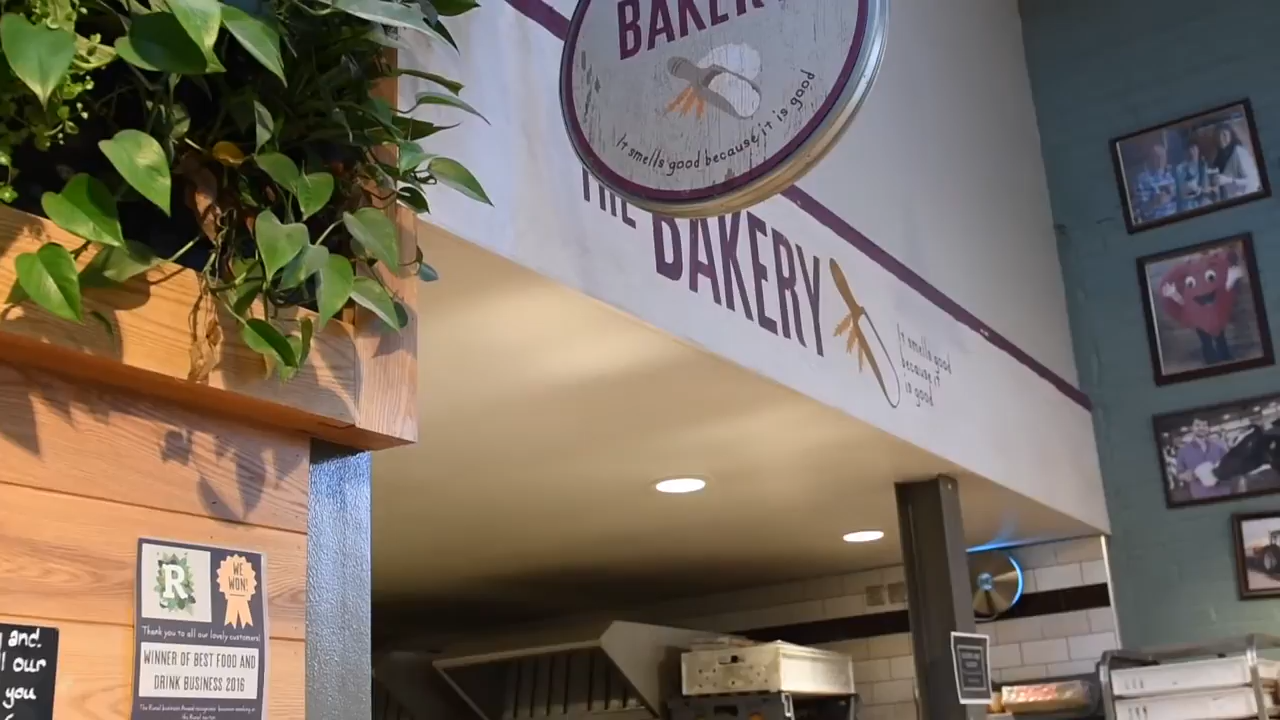 BAKERY
It smells good because it is good
THE BAKERY
It smells good
because it
is good
R
WE
WON!
Thank you to all our lovely customers!
WINNER OF BEST FOOD AND
DRINK BUSINESS 2016
and
our
you